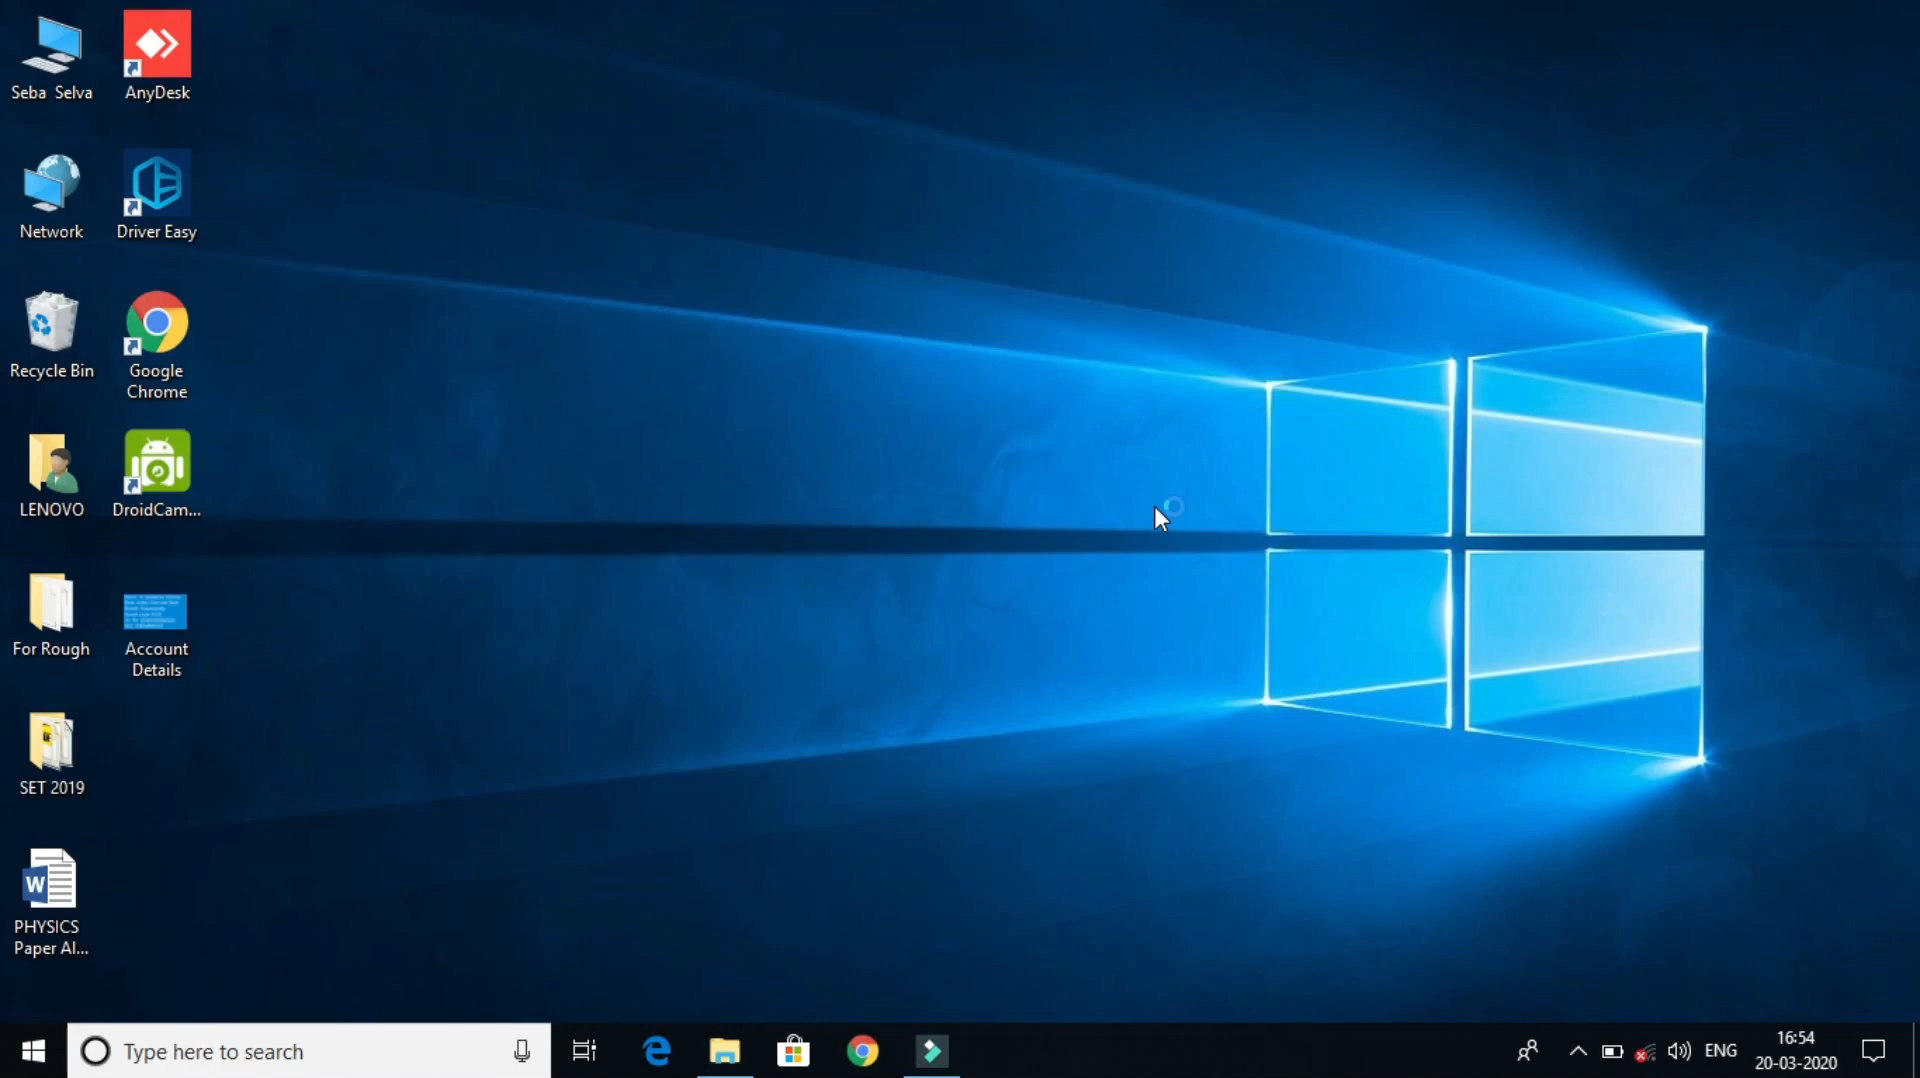 Seba Selva
AnyDesk
Network
Driver Easy
Recycle Bin
Google
Chrome
LENOVO
DroidCam...
For Rough
Account
Details
SET 2019
W
PHYSICS
Paper Al...
Type here to search
ENG
16:54
20-03-2020